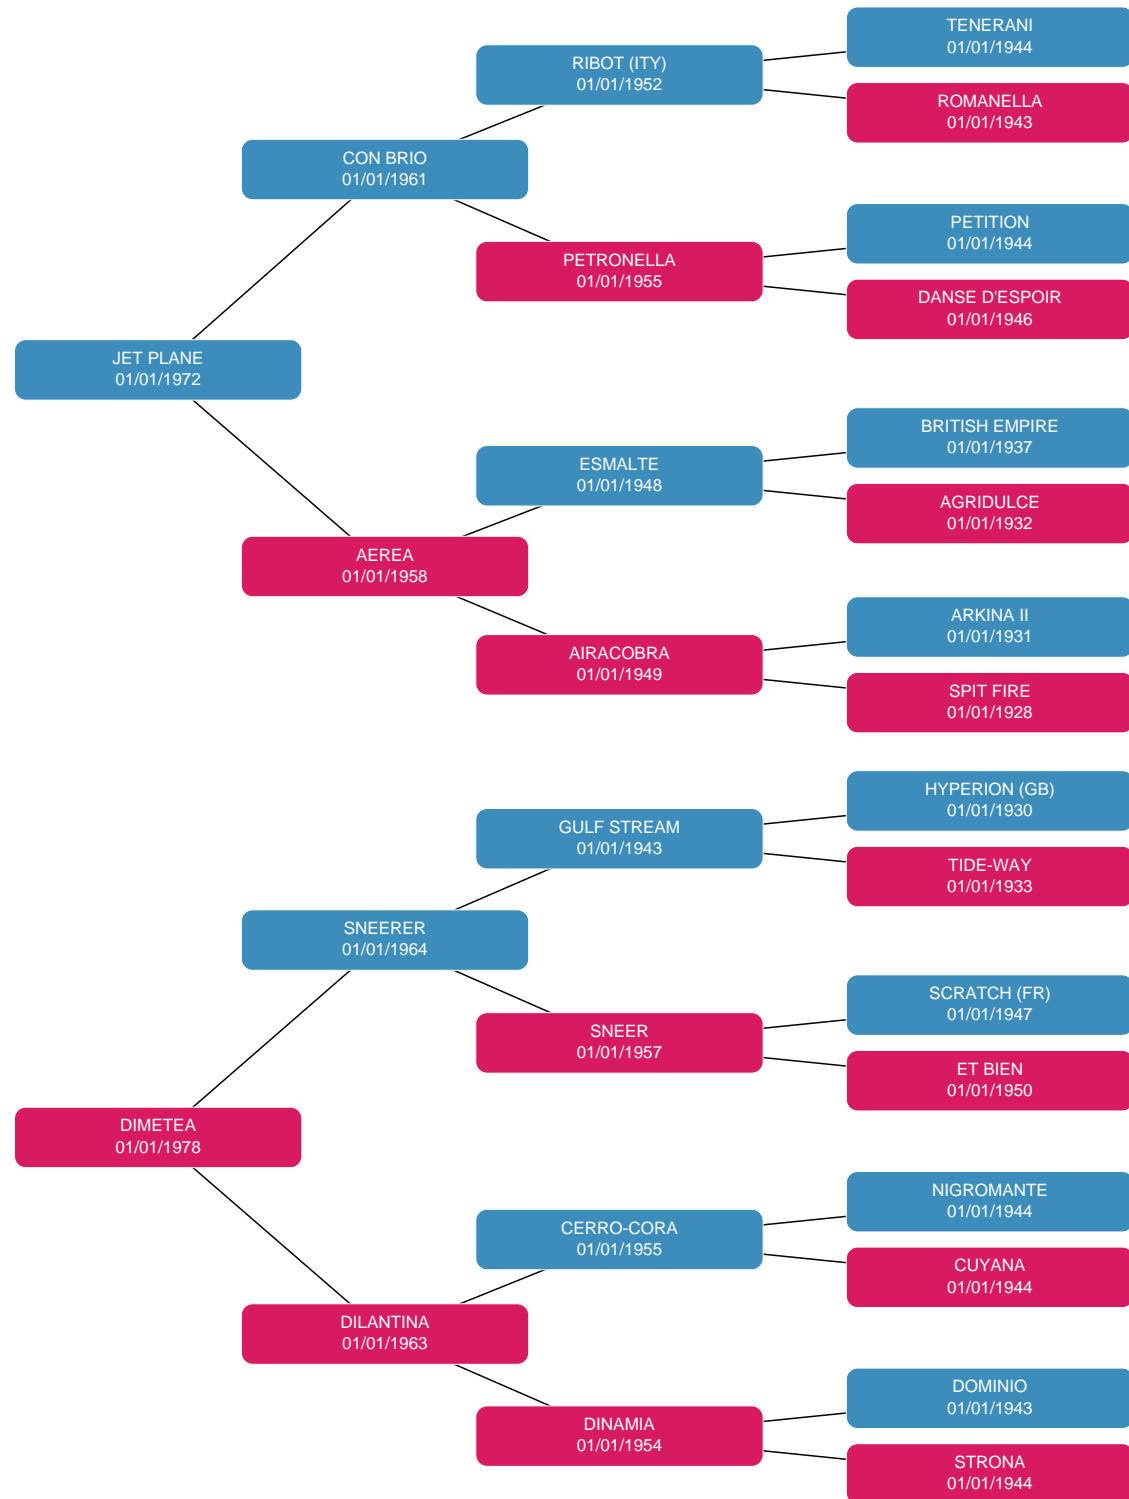 TENERANI
01/01/1944
RIBOT (ITY)
01/01/1952
ROMANELLA
01/01/1943
CON BRIO
01/01/1961
PETITION
01/01/1944
PETRONELLA
01/01/1955
DANSE D'ESPOIR
01/01/1946
JET PLANE
01/01/1972
BRITISH EMPIRE
01/01/1937
ESMALTE
01/01/1948
AGRIDULCE
01/01/1932
AEREA
01/01/1958
ARKINA II
01/01/1931
AIRACOBRA
01/01/1949
SPIT FIRE
01/01/1928
HYPERION (GB)
01/01/1930
GULF STREAM
01/01/1943
TIDE-WAY
01/01/1933
SNEERER
01/01/1964
SCRATCH (FR)
01/01/1947
SNEER
01/01/1957
ET BIEN
01/01/1950
DIMETEA
01/01/1978
NIGROMANTE
01/01/1944
CERRO-CORA
01/01/1955
CUYANA
01/01/1944
DILANTINA
01/01/1963
DOMINIO
01/01/1943
DINAMIA
01/01/1954
STRONA
01/01/1944